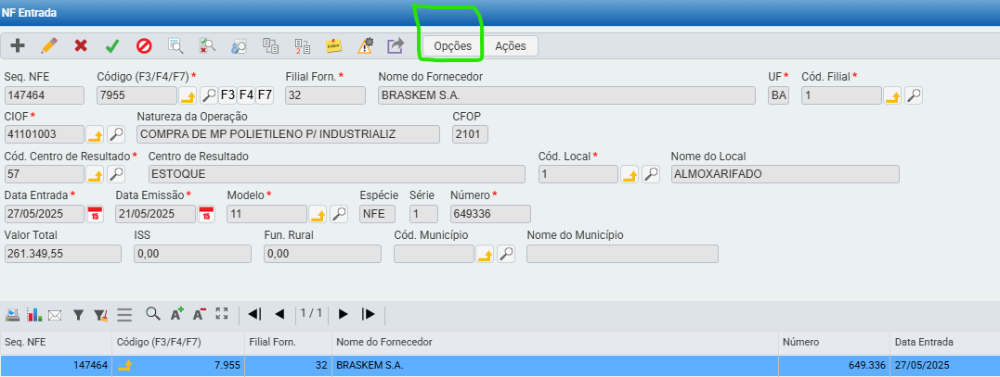 NF Entrada
Opções Ações
Seq. NFE Código (F3/F4/F7)* Filial Forn.* Nome do Fornecedor UF* Cód. Filial*
147464 7955 F3 F4 F7 32 BRASKEM S.A. BA 1
CIOF* Natureza da Operação CFOP
41101003 COMPRA DE MP POLIETILENO P/ INDUSTRIALIZ 2101
Cód. Centro de Resultado* Centro de Resultado Cód. Local* Nome do Local
57 ESTOQUE 1 ALMOXARIFADO
Data Entrada* Data Emissão* Modelo* Espécie Série Número*
27/05/2025 15 21/05/2025 15 11 NFE 1 649336
Valor Total ISS Fun. Rural Cód. Município Nome do Município
261.349,55 0,00 0,00
1 / 1
Seq. NFE Código (F3/F4/F7) Filial Forn. Nome do Fornecedor Número Data Entrada
147464 7.955 32 BRASKEM S.A. 649.336 27/05/2025